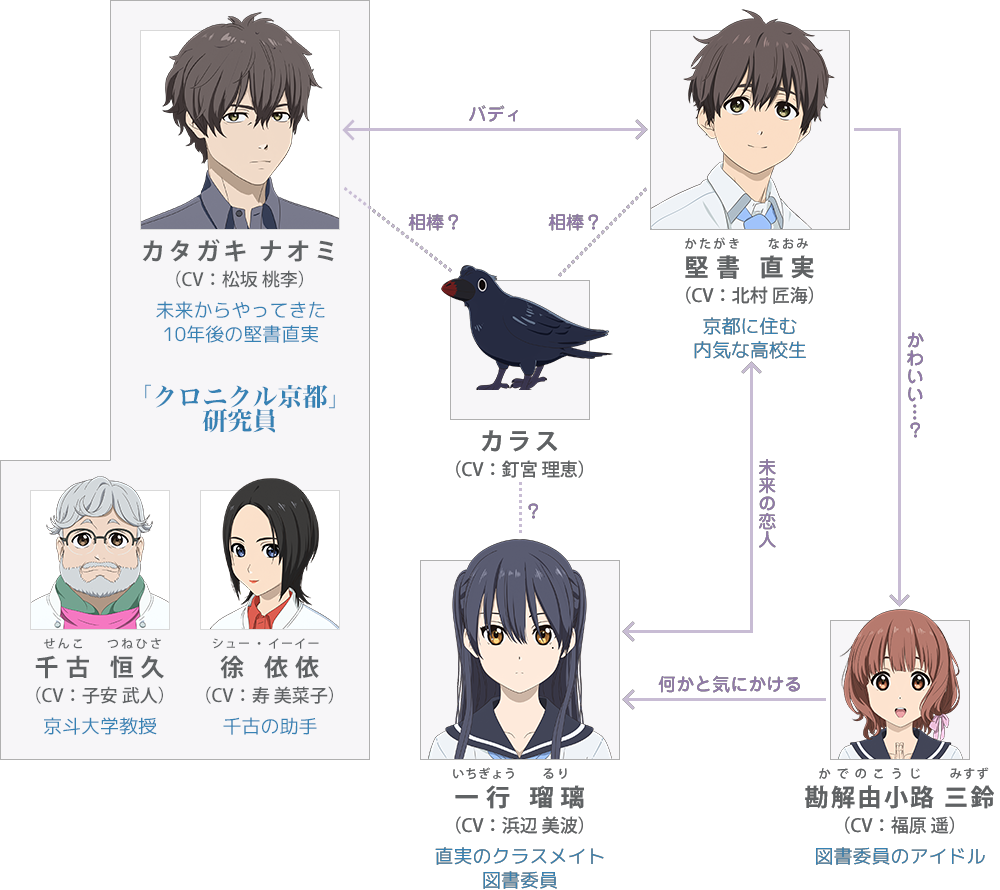 バディ
相棒？
相棒？
カタガキ ナオミ
（CV：松坂 桃李）
未来からやってきた
10年後の堅書直実
かたがき なおみ
堅書 直実
（CV：北村 匠海）
京都に住む
内気な高校生
「クロニクル京都」
研究員
カラス
（CV：釘宮 理恵）
？
未来の恋人
かわいい…？
せんこ つねひさ
千古 恒久
（CV：子安 武人）
京斗大学教授
シュー・イーイー
徐 依依
（CV：寿 美菜子）
千古の助手
何かと気にかける
いちぎょう るり
一行 瑠璃
（CV：浜辺 美波）
直実のクラスメイト
図書委員
かでのこうじ みすず
勘解由小路 三鈴
（CV：福原 遥）
図書委員のアイドル